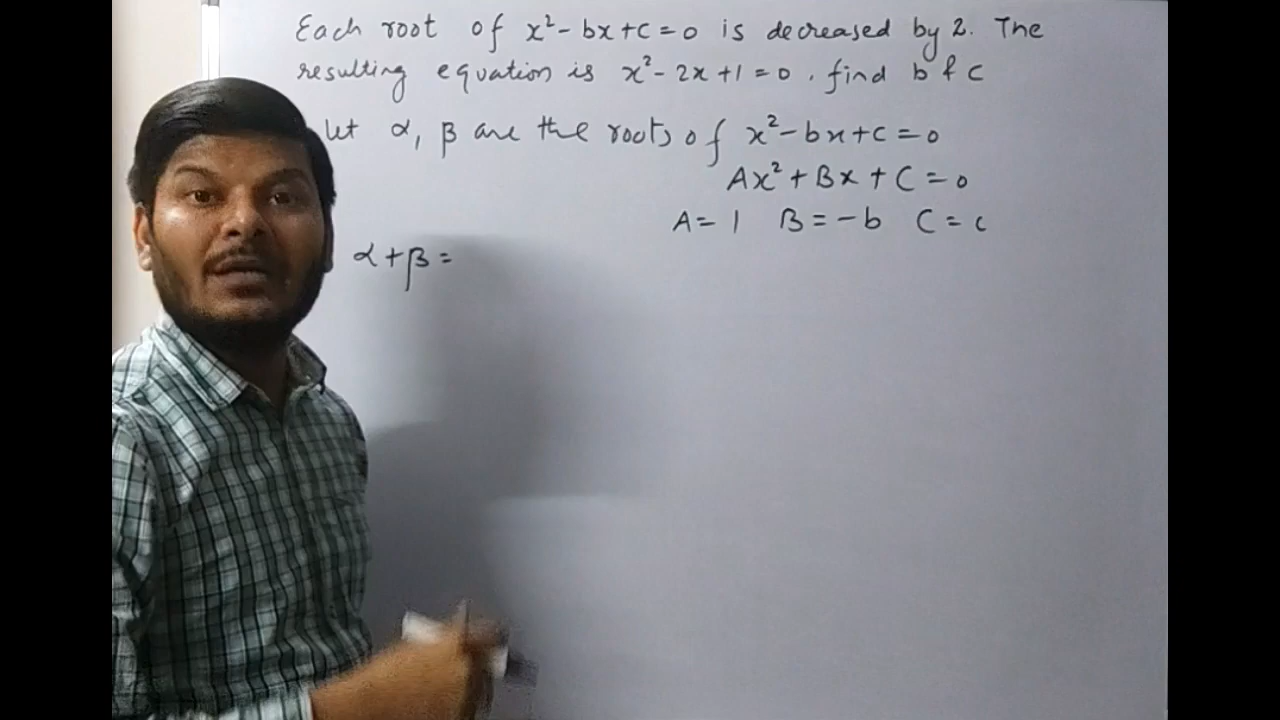 Each root of x²-bx+c=0 is decreased by 2. The
resulting equation is x²-2x+1=0. find b & c
let α, β are the roots of x²-bx+c=0
Ax²+Bx+C=0
A=1 B=-b C=c
α+β=